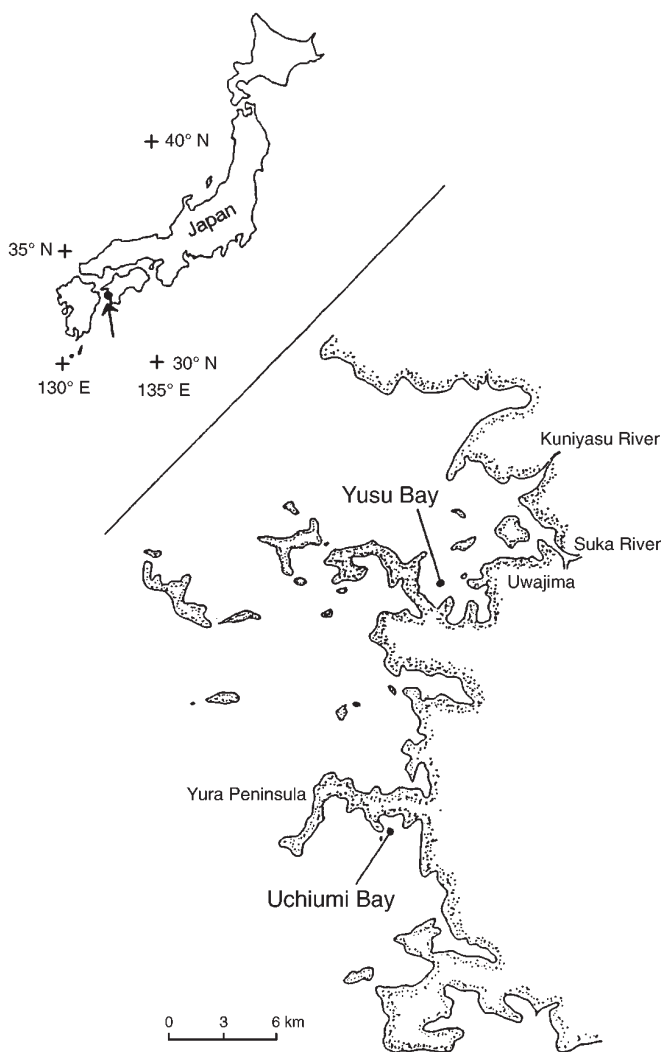 40° N
Japan
35° N
30° N
130° E
135° E
Kuniyasu River
Yusu Bay
Suka River
Uwajima
Yura Peninsula
Uchiumi Bay
0 3 6 km